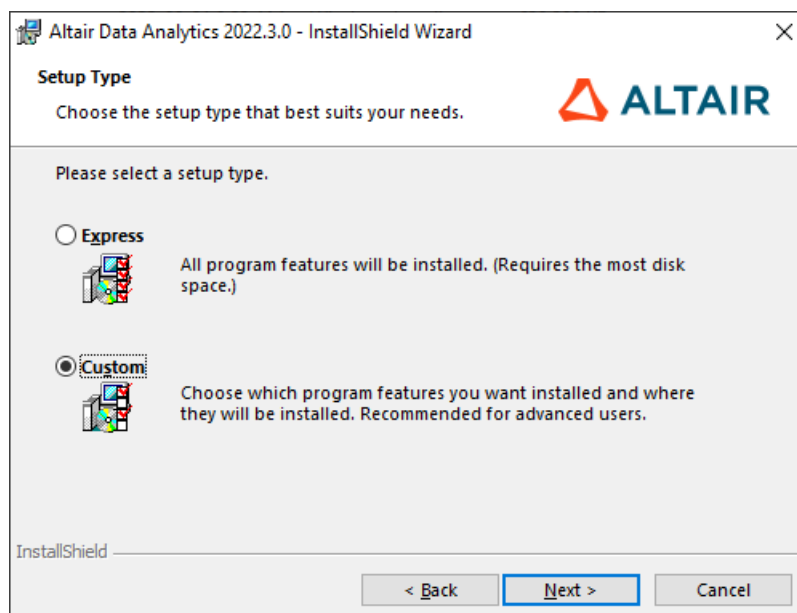 Altair Data Analytics 2022.3.0 - InstallShield Wizard
Setup Type
Choose the setup type that best suits your needs.
ALTAIR
Please select a setup type.
Express
All program features will be installed. (Requires the most disk
space.)
Custom
Choose which program features you want installed and where
they will be installed. Recommended for advanced users.
InstallShield
< Back Next > Cancel